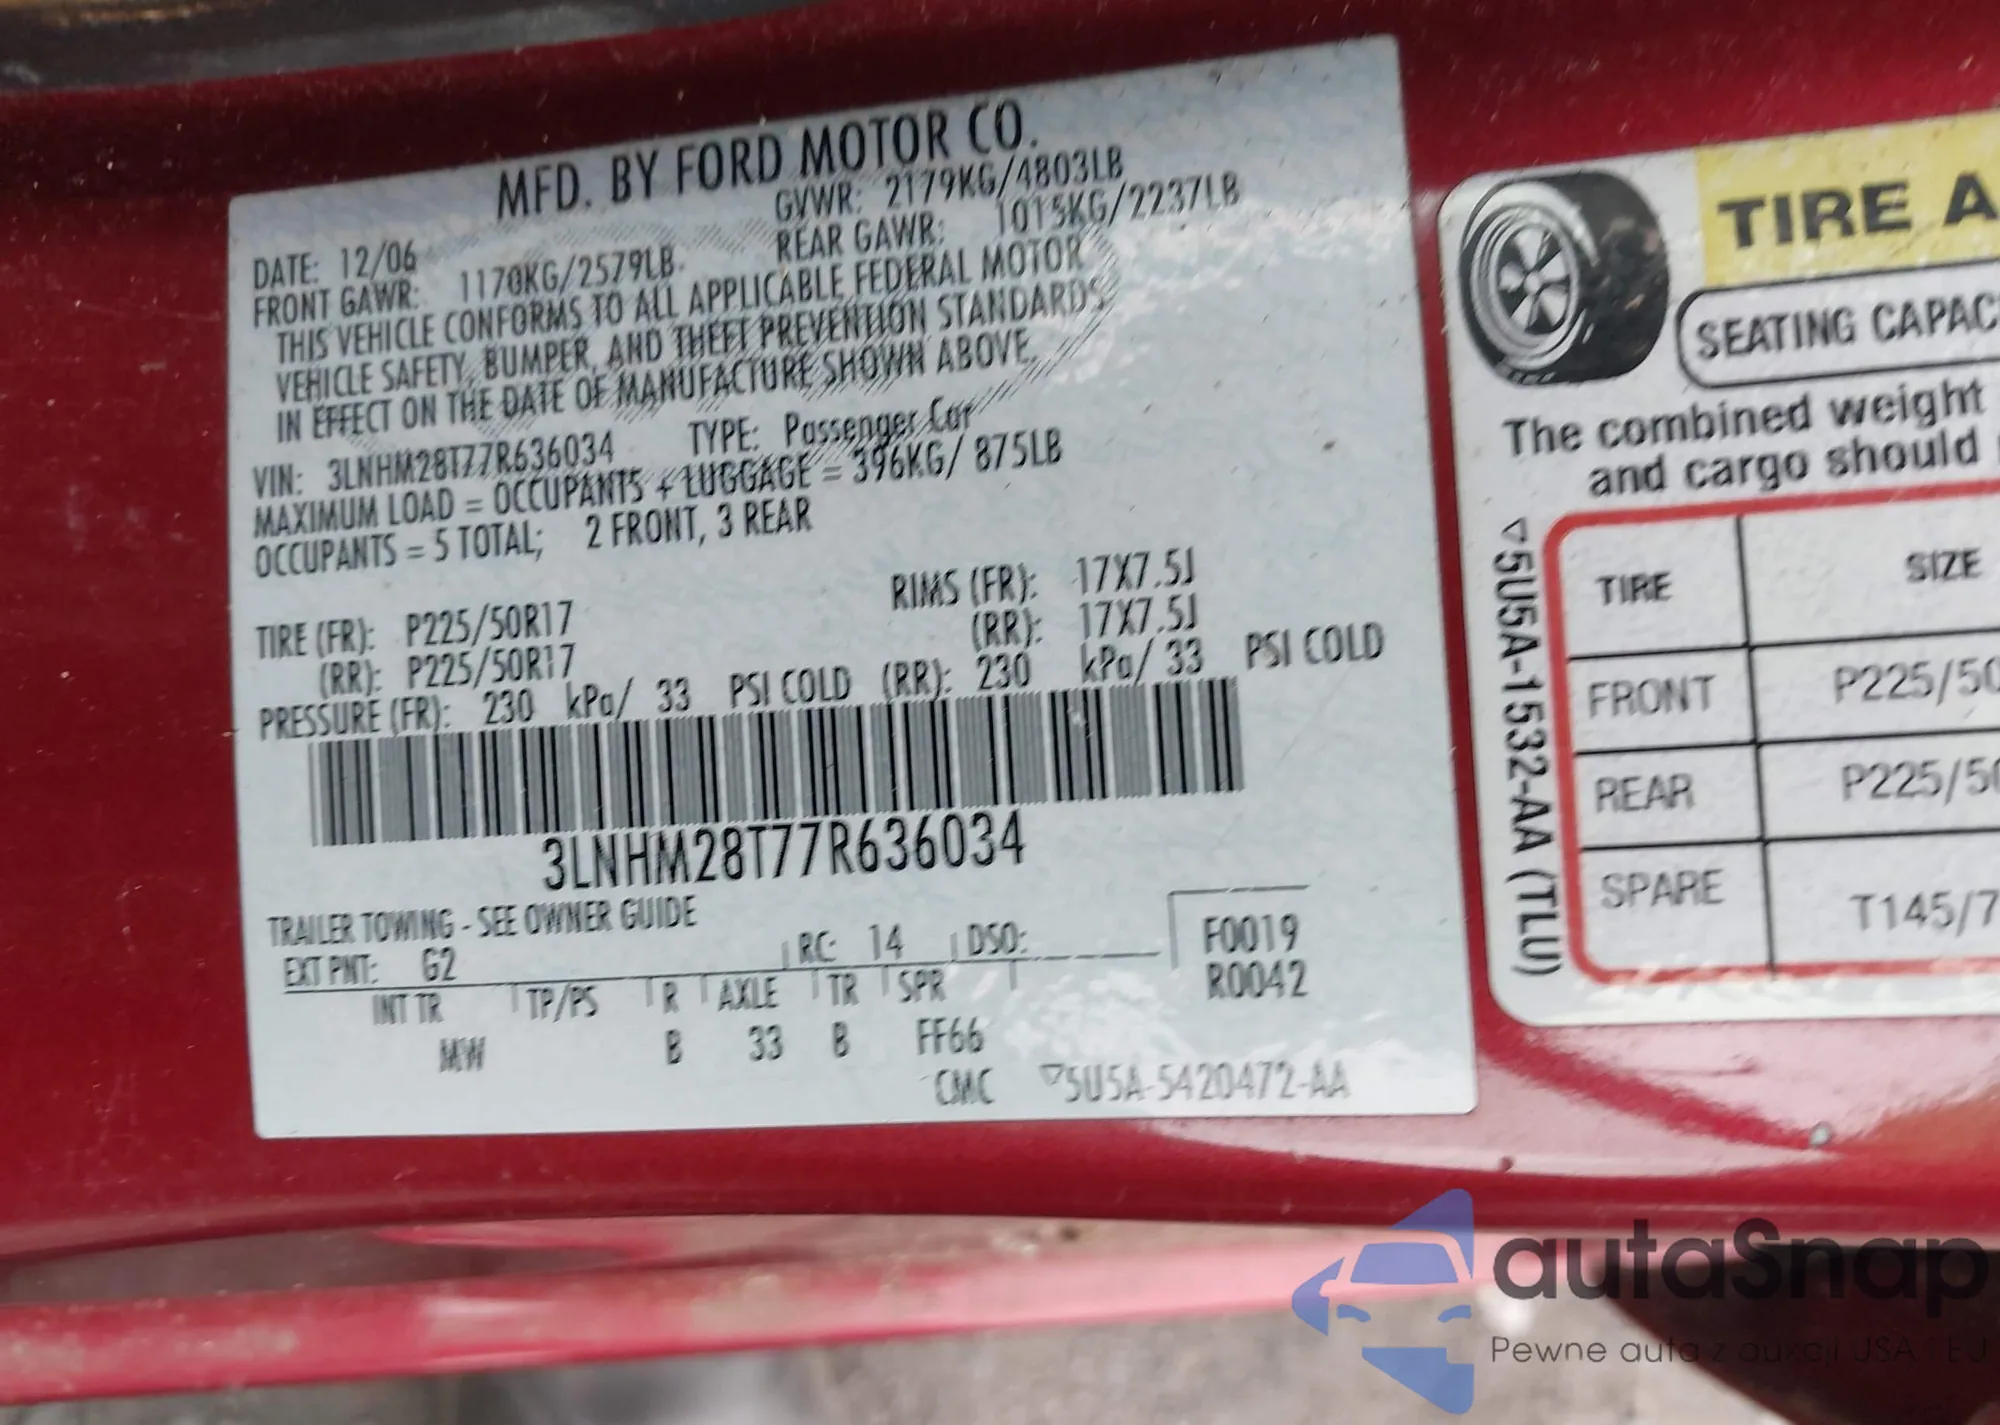 MFD. BY FORD MOTOR CO.
DATE: 12/06 GVWR: 2179KG/4803LB
FRONT GAWR: 1170KG/2579LB REAR GAWR: 1015KG/2237LB
THIS VEHICLE CONFORMS TO ALL APPLICABLE FEDERAL MOTOR
VEHICLE SAFETY, BUMPER, AND THEFT PREVENTION STANDARDS
IN EFFECT ON THE DATE OF MANUFACTURE SHOWN ABOVE.
VIN: 3LNHM28T77R636034 TYPE: Passenger Car
MAXIMUM LOAD = OCCUPANTS + LUGGAGE = 396KG/ 875LB
OCCUPANTS = 5 TOTAL; 2 FRONT, 3 REAR
TIRE (FR): P225/50R17 RIMS (FR): 17X7.5J
(RR): P225/50R17 (RR): 17X7.5J
PRESSURE (FR): 230 kPa/ 33 PSI COLD (RR): 230 kPa/ 33 PSI COLD
3LNHM28T77R636034
TRAILER TOWING - SEE OWNER GUIDE
EXT PNT: G2 RC: 14 DSO: F0019
INT TR TP/PS R AXLE TR SPR R0042
MW B 33 B FF66
CMC ▽5U5A-5420472-AA
TIRE A
SEATING CAPAC
The combined weight
and cargo should
▽5U5A-1532-AA (TLU)
TIRE SIZE
FRONT P225/50
REAR P225/50
SPARE T145/7
autaSnap
Pewne auta z aukcji USA